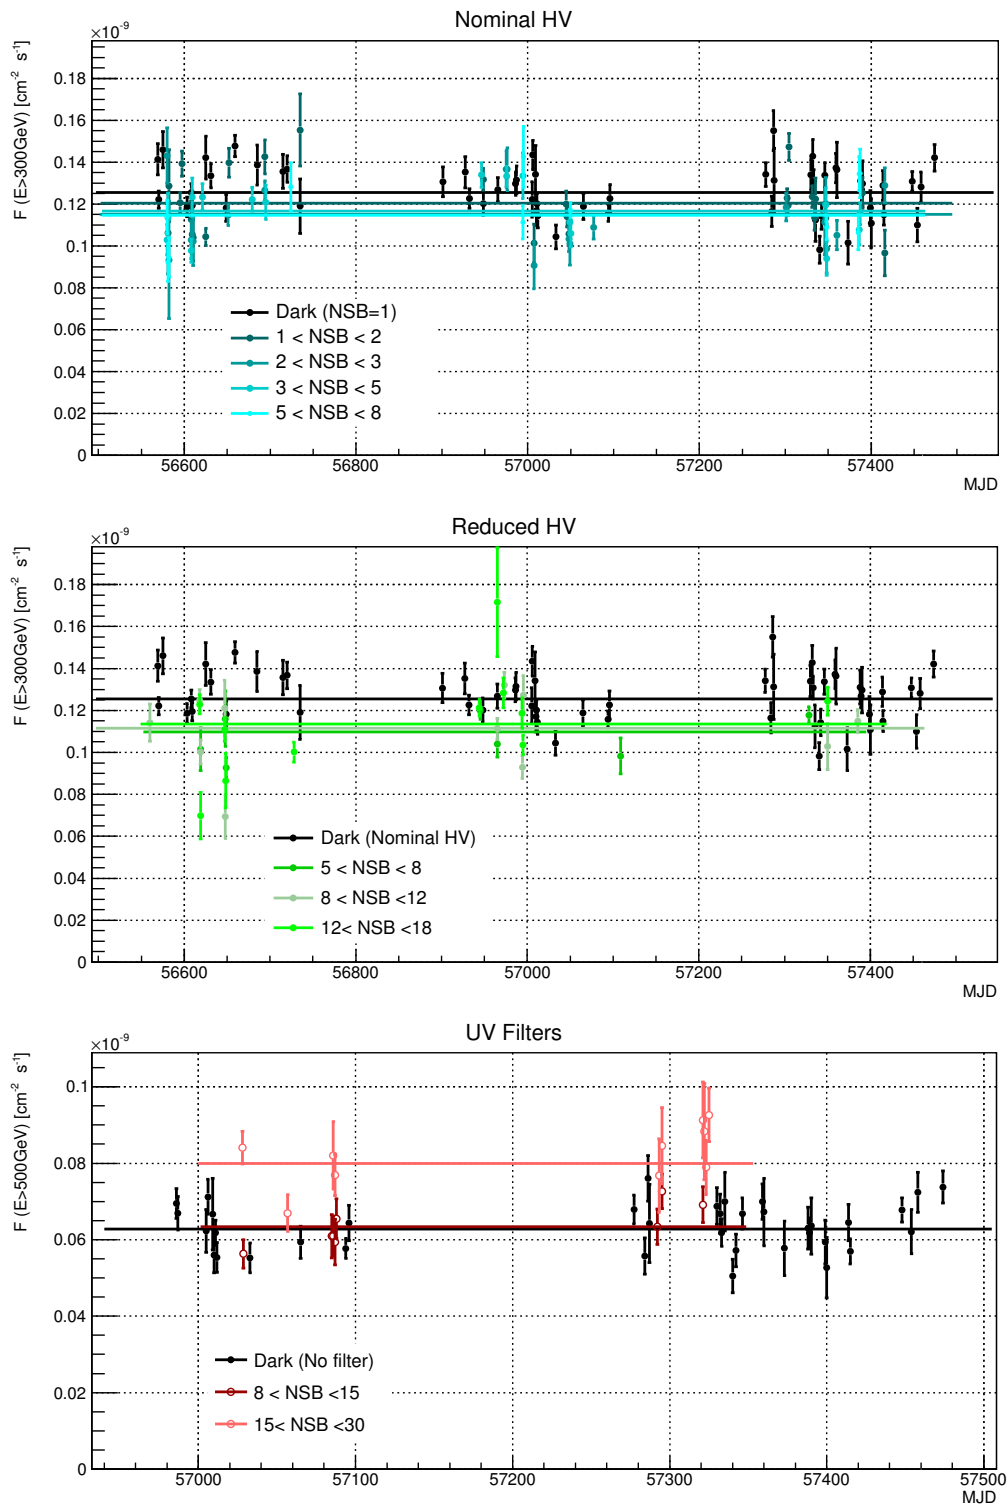 Nominal HV
×10⁻⁹
F (E>300GeV) [cm⁻² s⁻¹]
0.18
0.16
0.14
0.12
0.1
0.08
0.06
0.04
0.02
0
Dark (NSB=1)
1 < NSB < 2
2 < NSB < 3
3 < NSB < 5
5 < NSB < 8
56600 56800 57000 57200 57400
MJD
Reduced HV
×10⁻⁹
F (E>300GeV) [cm⁻² s⁻¹]
0.18
0.16
0.14
0.12
0.1
0.08
0.06
0.04
0.02
0
Dark (Nominal HV)
5 < NSB < 8
8 < NSB <12
12< NSB <18
56600 56800 57000 57200 57400
MJD
UV Filters
×10⁻⁹
F (E>500GeV) [cm⁻² s⁻¹]
0.1
0.08
0.06
0.04
0.02
0
Dark (No filter)
8 < NSB <15
15< NSB <30
57000 57100 57200 57300 57400 57500
MJD